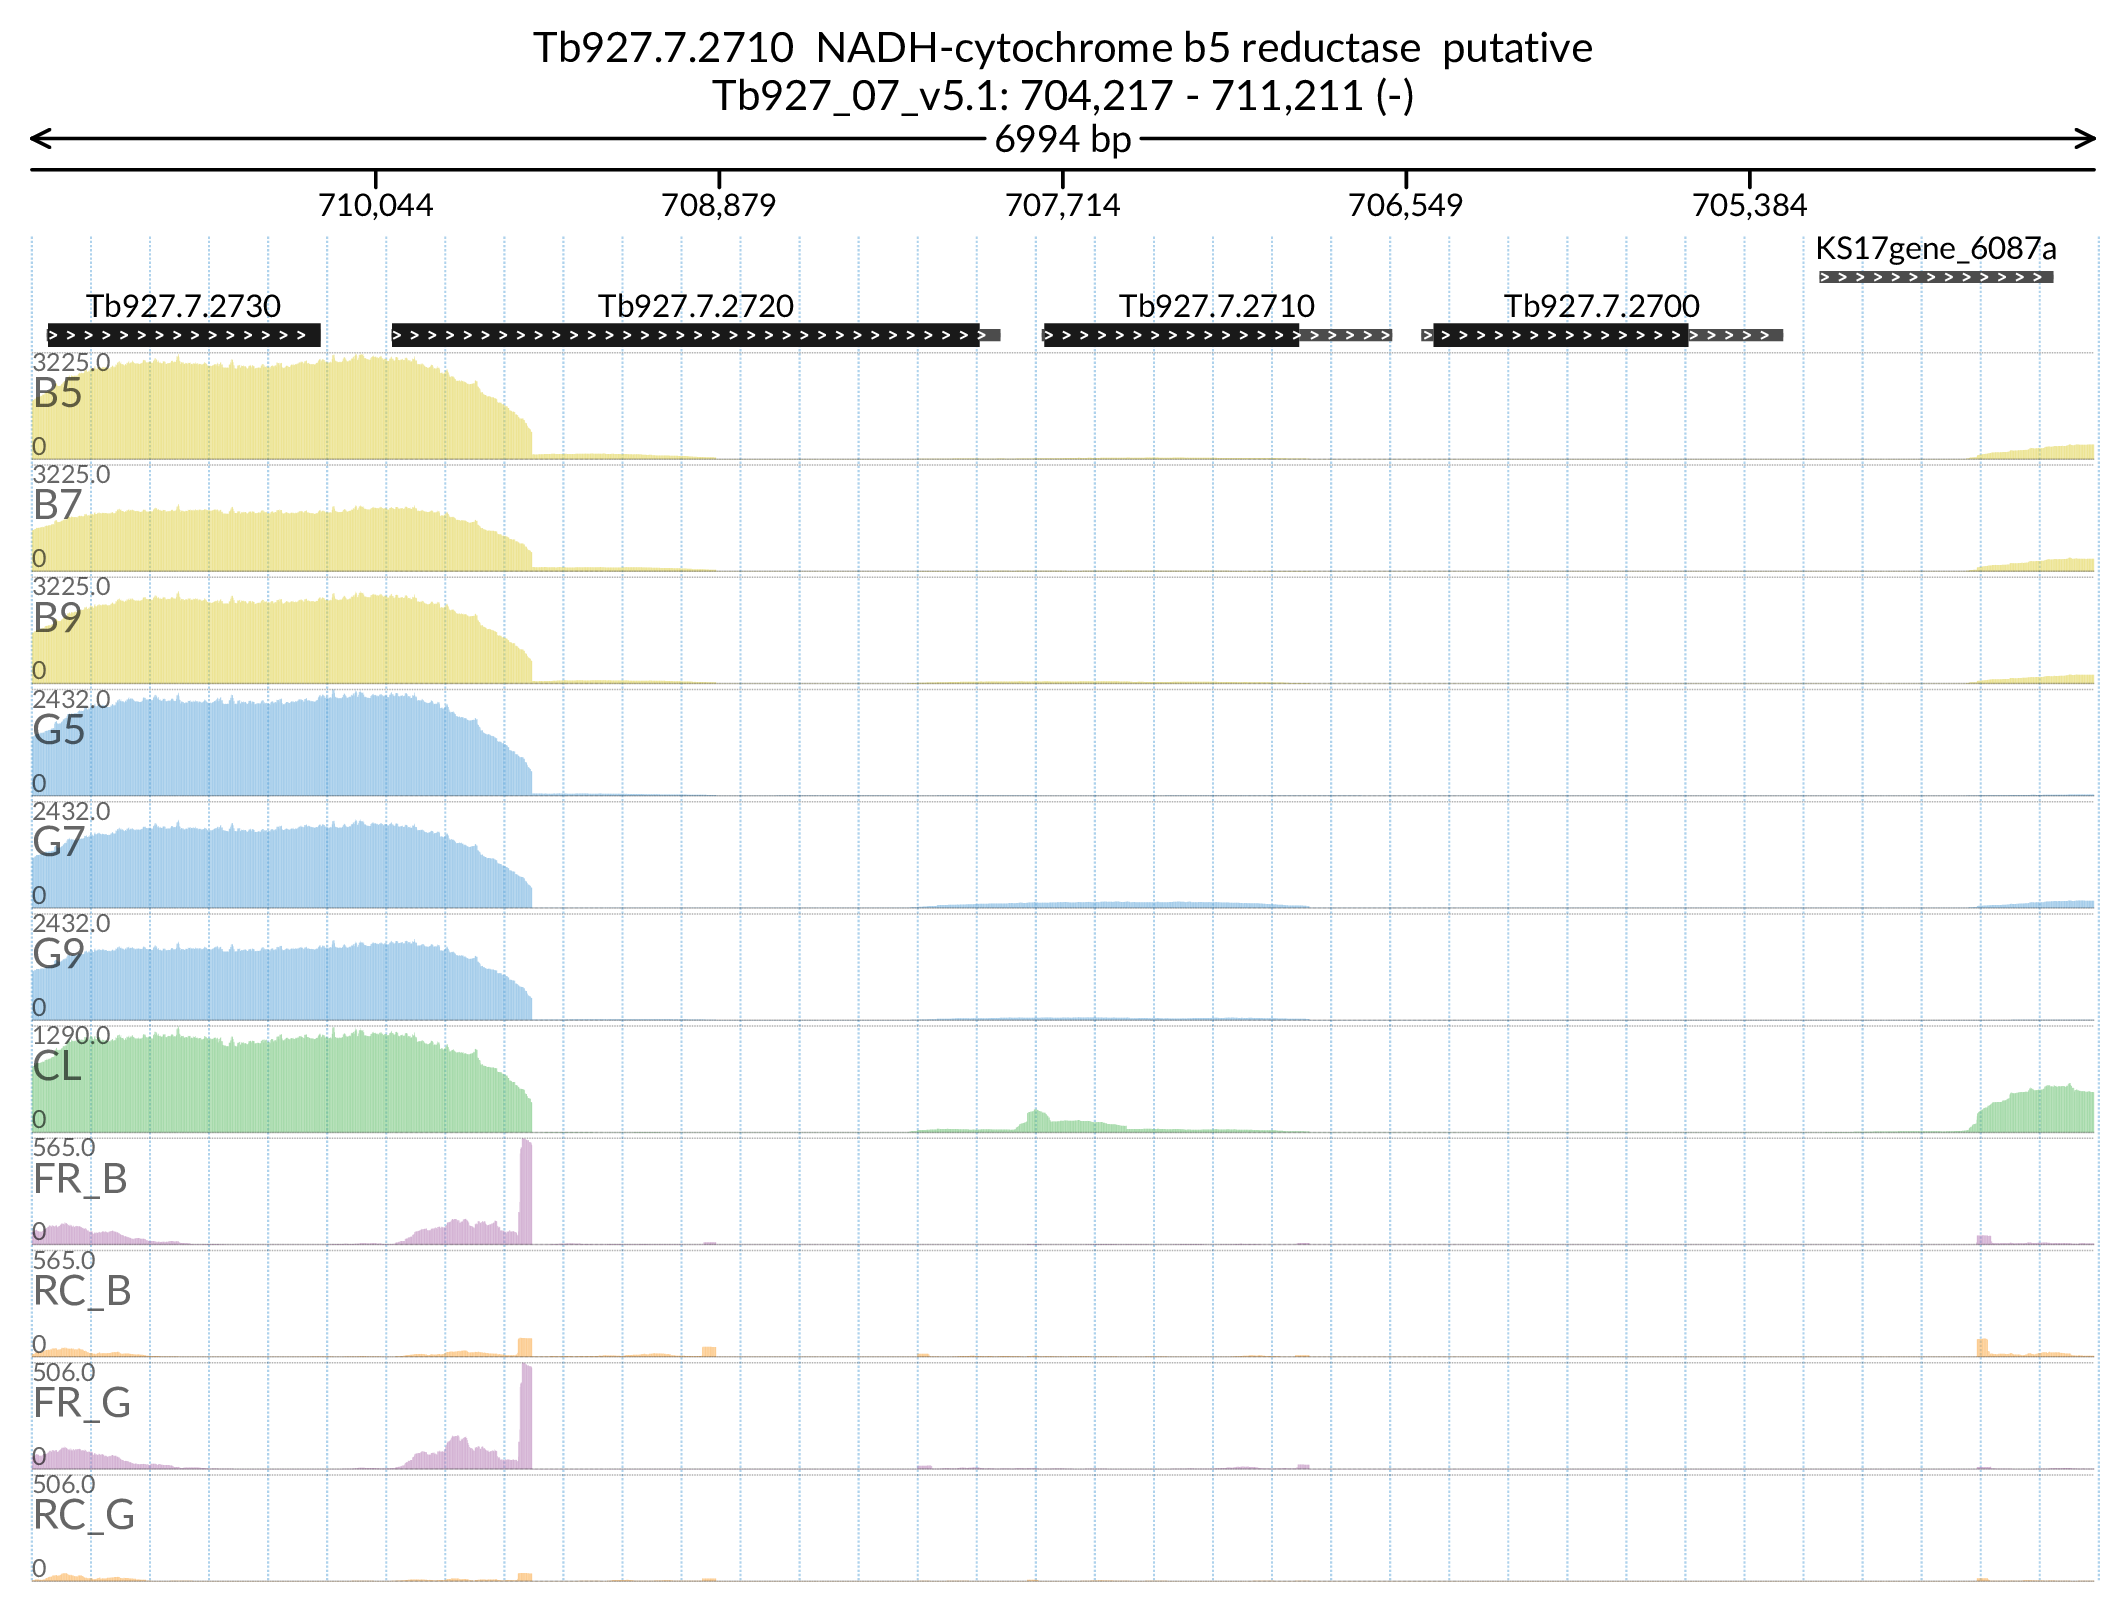 Tb927.7.2710  NADH-cytochrome b5 reductase  putative
Tb927_07_v5.1: 704,217 - 711,211 (-)
6994 bp
710,044 708,879 707,714 706,549 705,384
KS17gene_6087a
Tb927.7.2730 Tb927.7.2720 Tb927.7.2710 Tb927.7.2700
3225.0
B5
0
3225.0
B7
0
3225.0
B9
0
2432.0
G5
0
2432.0
G7
0
2432.0
G9
0
1290.0
CL
0
565.0
FR_B
0
565.0
RC_B
0
506.0
FR_G
0
506.0
RC_G
0